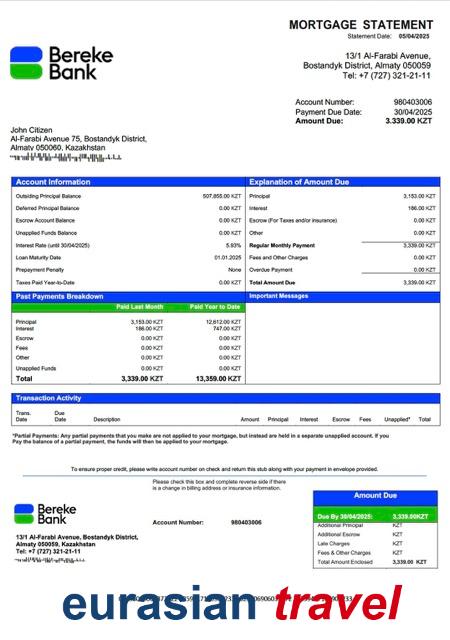 MORTGAGE STATEMENT
Statement Date: 05/04/2025
Bereke
Bank
13/1 Al-Farabi Avenue,
Bostandyk District, Almaty 050059
Tel: +7 (727) 321-21-11
Account Number: 980403006
Payment Due Date: 30/04/2025
Amount Due: 3.339.00 KZT
John Citizen
Al-Farabi Avenue 75, Bostandyk District,
Almaty 050060, Kazakhstan
Account Information
Outsiding Principal Balance 507,855.00 KZT
Deferred Principal Balance 0.00 KZT
Escrow Account Balance 0.00 KZT
Unapplied Funds Balance 0.00 KZT
Interest Rate (until 30/04/2025) 5.93%
Loan Maturity Date 01.01.2025
Prepayment Penalty None
Taxes Paid Year-to-Date 0.00 KZT
Explanation of Amount Due
Principal 3,153.00 KZT
Interest 186.00 KZT
Escrow (For Taxes and/or insurance) 0.00 KZT
Other 0.00 KZT
Regular Monthly Payment 3,339.00 KZT
Fees and Other Charges 0.00 KZT
Overdue Payment 0.00 KZT
Total Amount Due 3,339.00 KZT
Past Payments Breakdown
Paid Last Month Paid Year to Date
Principal 3,153.00 KZT 12,612.00 KZT
Interest 186.00 KZT 747.00 KZT
Escrow 0.00 KZT 0.00 KZT
Fees 0.00 KZT 0.00 KZT
Other 0.00 KZT 0.00 KZT
Unapplied Funds 0.00 KZT 0.00 KZT
Total 3,339.00 KZT 13,359.00 KZT
Important Messages
Transaction Activity
Trans. Date Due Date Description Amount Principal Interest Escrow Fees Unapplied* Total
*Partial Payments: Any partial payments that you make are not applied to your mortgage, but instead are held in a separate unapplied account. If you
Pay the balance of a partial payment, the funds will then be applied to your mortgage.
To ensure proper credit, please write account number on check and return this stub along with your payment in envelope provided.
Please check this box and complete reverse side if there
is a change in billing address or insurance information.
Bereke
Bank
Account Number: 980403006
13/1 Al-Farabi Avenue, Bostandyk District,
Almaty 050059, Kazakhstan
Tel: +7 (727) 321-21-11
Amount Due
Due By 30/04/2025: 3,339.00 KZT
Additional Principal KZT
Additional Escrow KZT
Late Charges KZT
Fees & Other Charges KZT
Total Amount Enclosed 3,339.00 KZT
eurasian travel